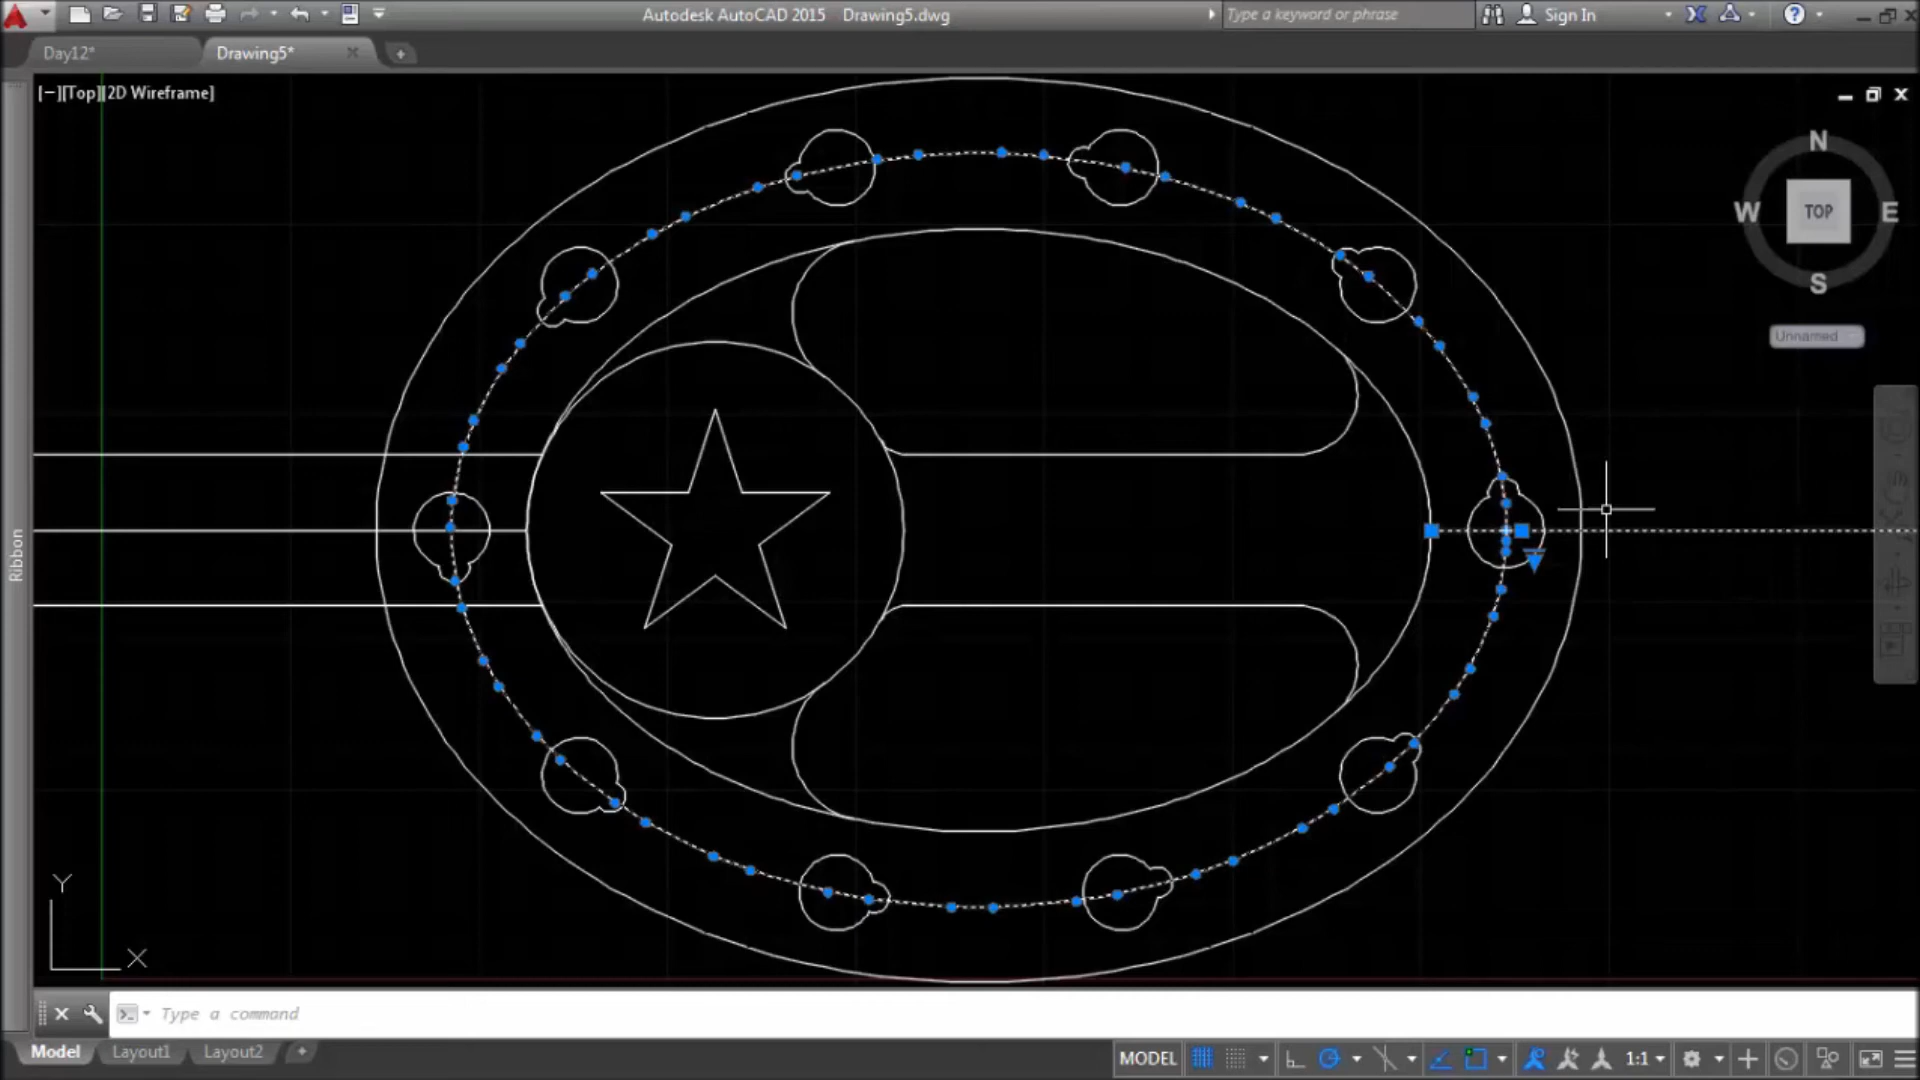 Autodesk AutoCAD 2015 Drawing5.dwg
Type a keyword or phrase
Sign In
Day12*
Drawing5*
[−][Top][2D Wireframe]
N
W
TOP
E
S
Unnamed
Ribbon
Y
X
Type a command
Model
Layout1
Layout2
MODEL
1:1